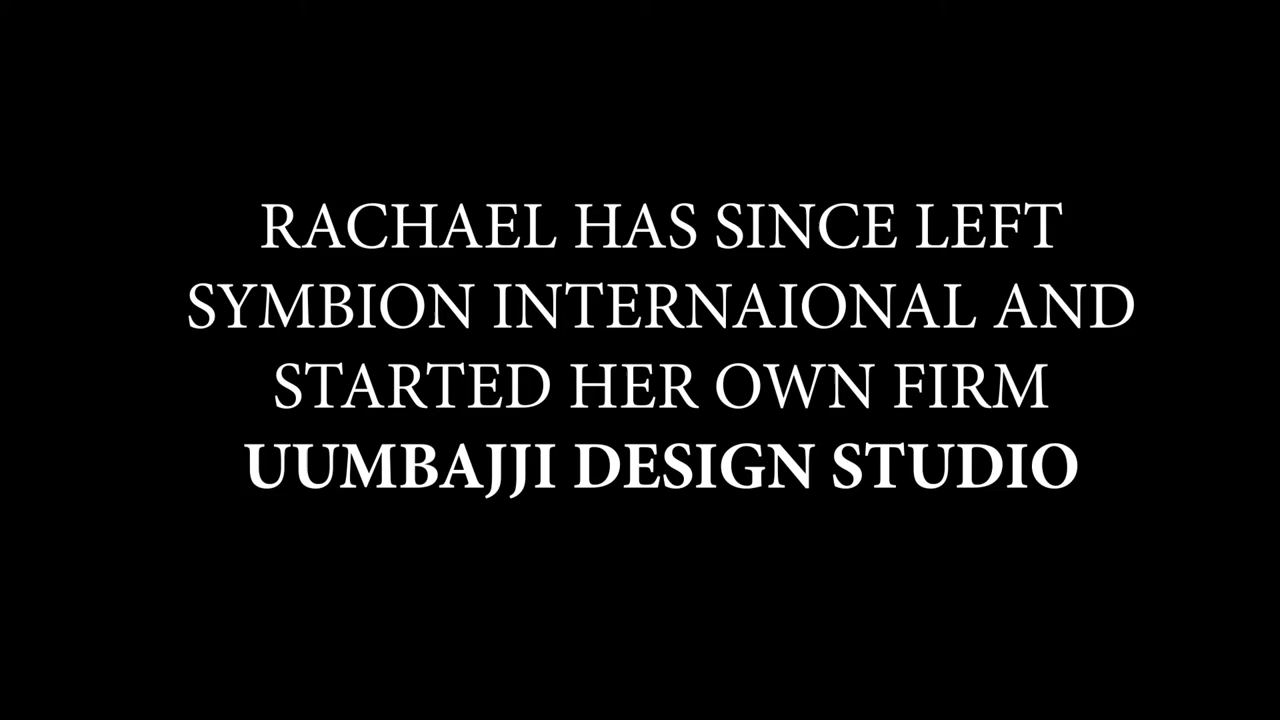 RACHAEL HAS SINCE LEFT
SYMBION INTERNAIONAL AND
STARTED HER OWN FIRM
UUMBAJJI DESIGN STUDIO